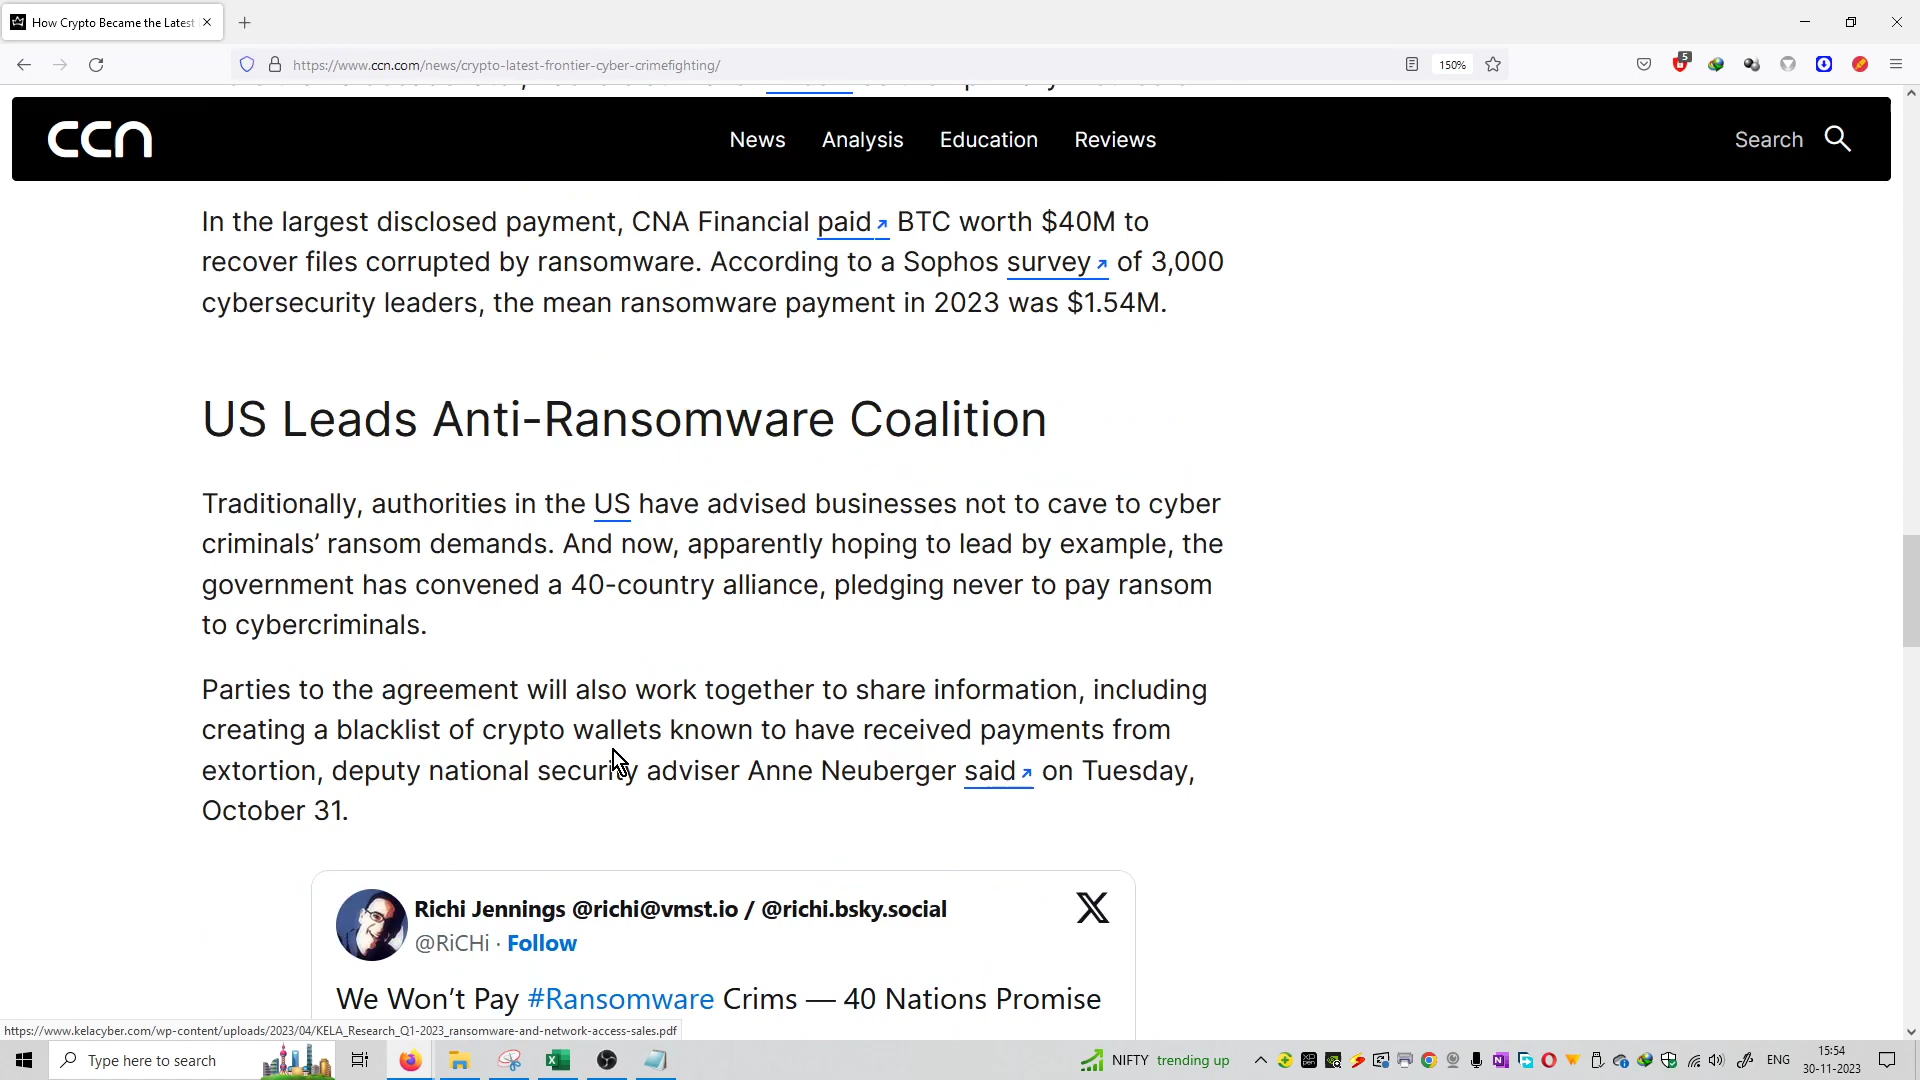 How Crypto Became the Latest
https://www.ccn.com/news/crypto-latest-frontier-cyber-crimefighting/
150%
5
ccn
News
Analysis
Education
Reviews
Search
In the largest disclosed payment, CNA Financial paid BTC worth $40M to
recover files corrupted by ransomware. According to a Sophos survey of 3,000
cybersecurity leaders, the mean ransomware payment in 2023 was $1.54M.
US Leads Anti-Ransomware Coalition
Traditionally, authorities in the US have advised businesses not to cave to cyber
criminals’ ransom demands. And now, apparently hoping to lead by example, the
government has convened a 40-country alliance, pledging never to pay ransom
to cybercriminals.
Parties to the agreement will also work together to share information, including
creating a blacklist of crypto wallets known to have received payments from
extortion, deputy national security adviser Anne Neuberger said on Tuesday,
October 31.
Richi Jennings @richi@vmst.io / @richi.bsky.social
@RiCHi · Follow
We Won’t Pay #Ransomware Crims — 40 Nations Promise
https://www.kelacyber.com/wp-content/uploads/2023/04/KELA_Research_Q1-2023_ransomware-and-network-access-sales.pdf
Type here to search
NIFTY trending up
ENG
15:54
30-11-2023